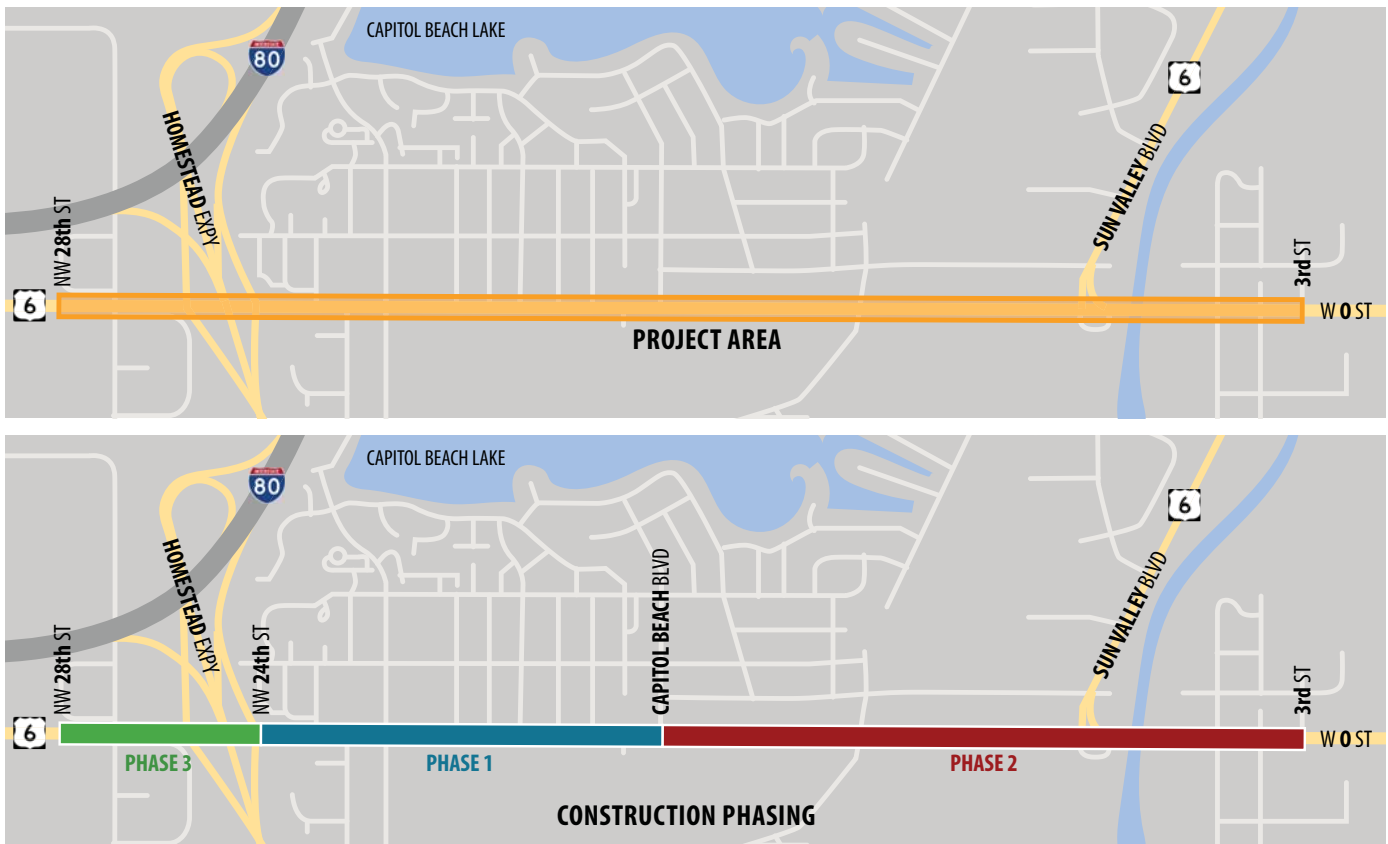 CAPITOL BEACH LAKE
INTERSTATE
80
6
HOMESTEAD EXPY
SUN VALLEY BLVD
NW 28th ST
3rd ST
6
W O ST
PROJECT AREA
CAPITOL BEACH LAKE
INTERSTATE
80
6
HOMESTEAD EXPY
CAPITOL BEACH BLVD
SUN VALLEY BLVD
NW 28th ST
NW 24th ST
3rd ST
6
W O ST
PHASE 3
PHASE 1
PHASE 2
CONSTRUCTION PHASING